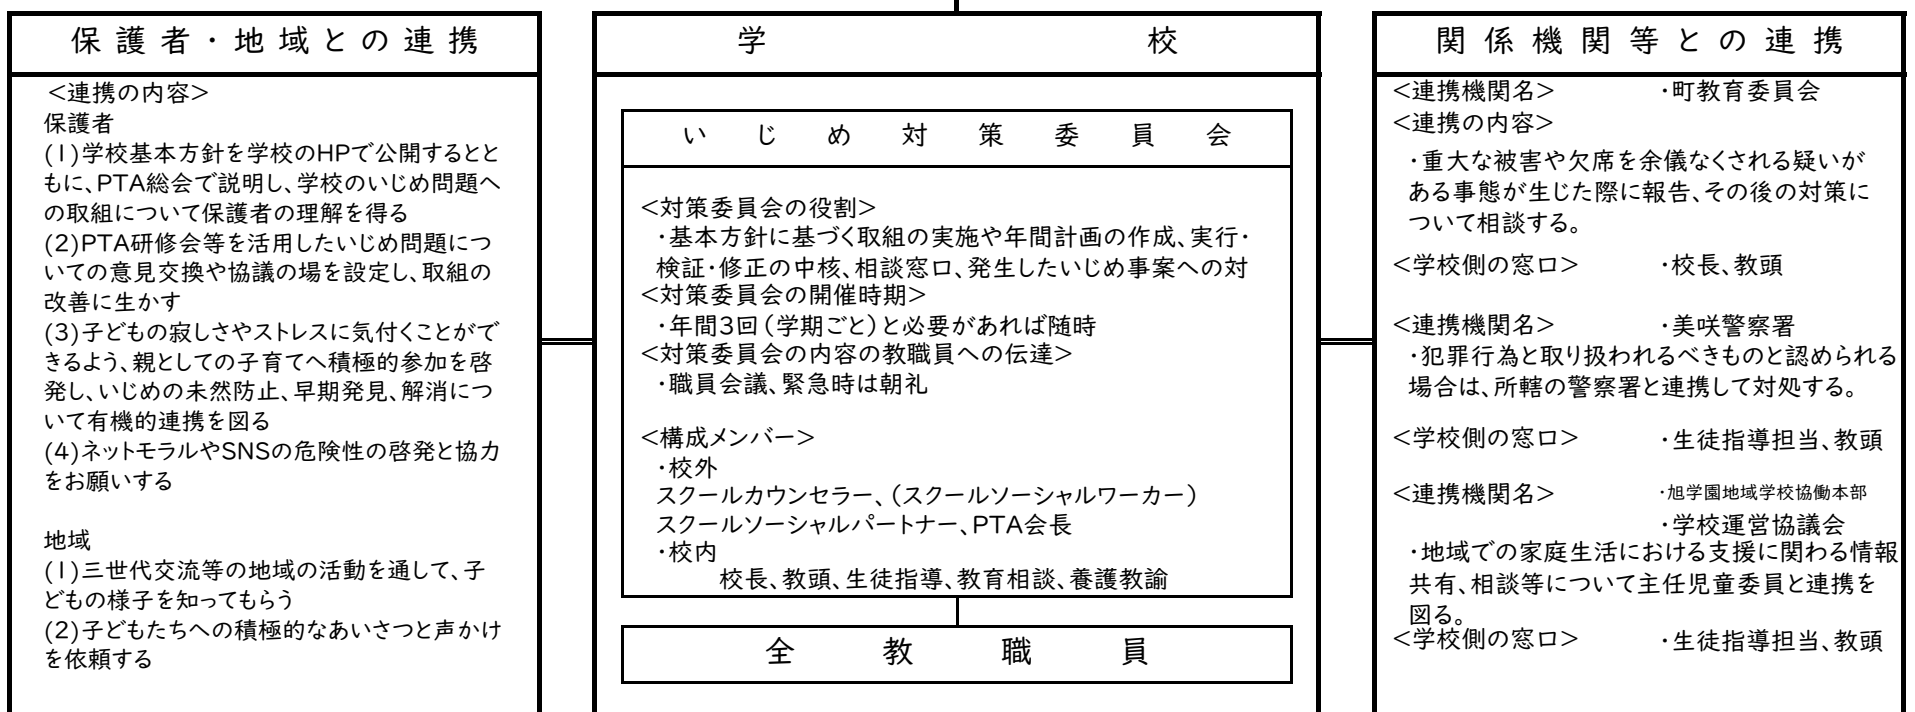 保護者・地域との連携
<連携の内容>
保護者
(1)学校基本方針を学校のHPで公開するとと
もに、PTA総会で説明し、学校のいじめ問題へ
の取組について保護者の理解を得る
(2)PTA研修会等を活用したいじめ問題につ
いての意見交換や協議の場を設定し、取組の
改善に生かす
(3)子どもの寂しさやストレスに気付くことがで
きるよう、親としての子育てへ積極的参加を啓
発し、いじめの未然防止、早期発見、解消につ
いて有機的連携を図る
(4)ネットモラルやSNSの危険性の啓発と協力
をお願いする
地域
(1)三世代交流等の地域の活動を通して、子
どもの様子を知ってもらう
(2)子どもたちへの積極的なあいさつと声かけ
を依頼する
学校
いじめ対策委員会
<対策委員会の役割>
・基本方針に基づく取組の実施や年間計画の作成、実行・
検証・修正の中核、相談窓口、発生したいじめ事案への対
<対策委員会の開催時期>
・年間3回(学期ごと)と必要があれば随時
<対策委員会の内容の教職員への伝達>
・職員会議、緊急時は朝礼
<構成メンバー>
・校外
スクールカウンセラー、(スクールソーシャルワーカー)
スクールソーシャルパートナー、PTA会長
・校内
校長、教頭、生徒指導、教育相談、養護教諭
全教職員
関係機関等との連携
<連携機関名> ・町教育委員会
<連携の内容>
・重大な被害や欠席を余儀なくされる疑いが
ある事態が生じた際に報告、その後の対策に
ついて相談する。
<学校側の窓口> ・校長、教頭
<連携機関名> ・美咲警察署
・犯罪行為と取り扱われるべきものと認められる
場合は、所轄の警察署と連携して対処する。
<学校側の窓口> ・生徒指導担当、教頭
<連携機関名> ・旭学園地域学校協働本部
・学校運営協議会
・地域での家庭生活における支援に関わる情報
共有、相談等について主任児童委員と連携を
図る。
<学校側の窓口> ・生徒指導担当、教頭